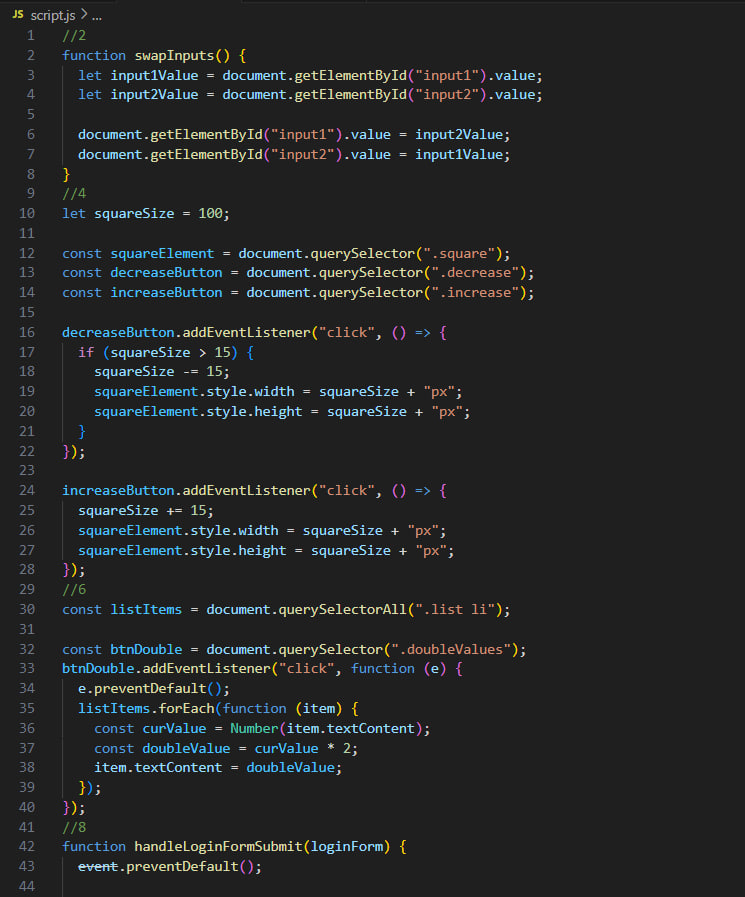 JS script.js > ...
1 //2
2 function swapInputs() {
3   let input1Value = document.getElementById("input1").value;
4   let input2Value = document.getElementById("input2").value;
5
6   document.getElementById("input1").value = input2Value;
7   document.getElementById("input2").value = input1Value;
8 }
9 //4
10 let squareSize = 100;
11
12 const squareElement = document.querySelector(".square");
13 const decreaseButton = document.querySelector(".decrease");
14 const increaseButton = document.querySelector(".increase");
15
16 decreaseButton.addEventListener("click", () => {
17   if (squareSize > 15) {
18     squareSize -= 15;
19     squareElement.style.width = squareSize + "px";
20     squareElement.style.height = squareSize + "px";
21   }
22 });
23
24 increaseButton.addEventListener("click", () => {
25   squareSize += 15;
26   squareElement.style.width = squareSize + "px";
27   squareElement.style.height = squareSize + "px";
28 });
29 //6
30 const listItems = document.querySelectorAll(".list li");
31
32 const btnDouble = document.querySelector(".doubleValues");
33 btnDouble.addEventListener("click", function (e) {
34   e.preventDefault();
35   listItems.forEach(function (item) {
36     const curValue = Number(item.textContent);
37     const doubleValue = curValue * 2;
38     item.textContent = doubleValue;
39   });
40 });
41 //8
42 function handleLoginFormSubmit(loginForm) {
43   event.preventDefault();
44